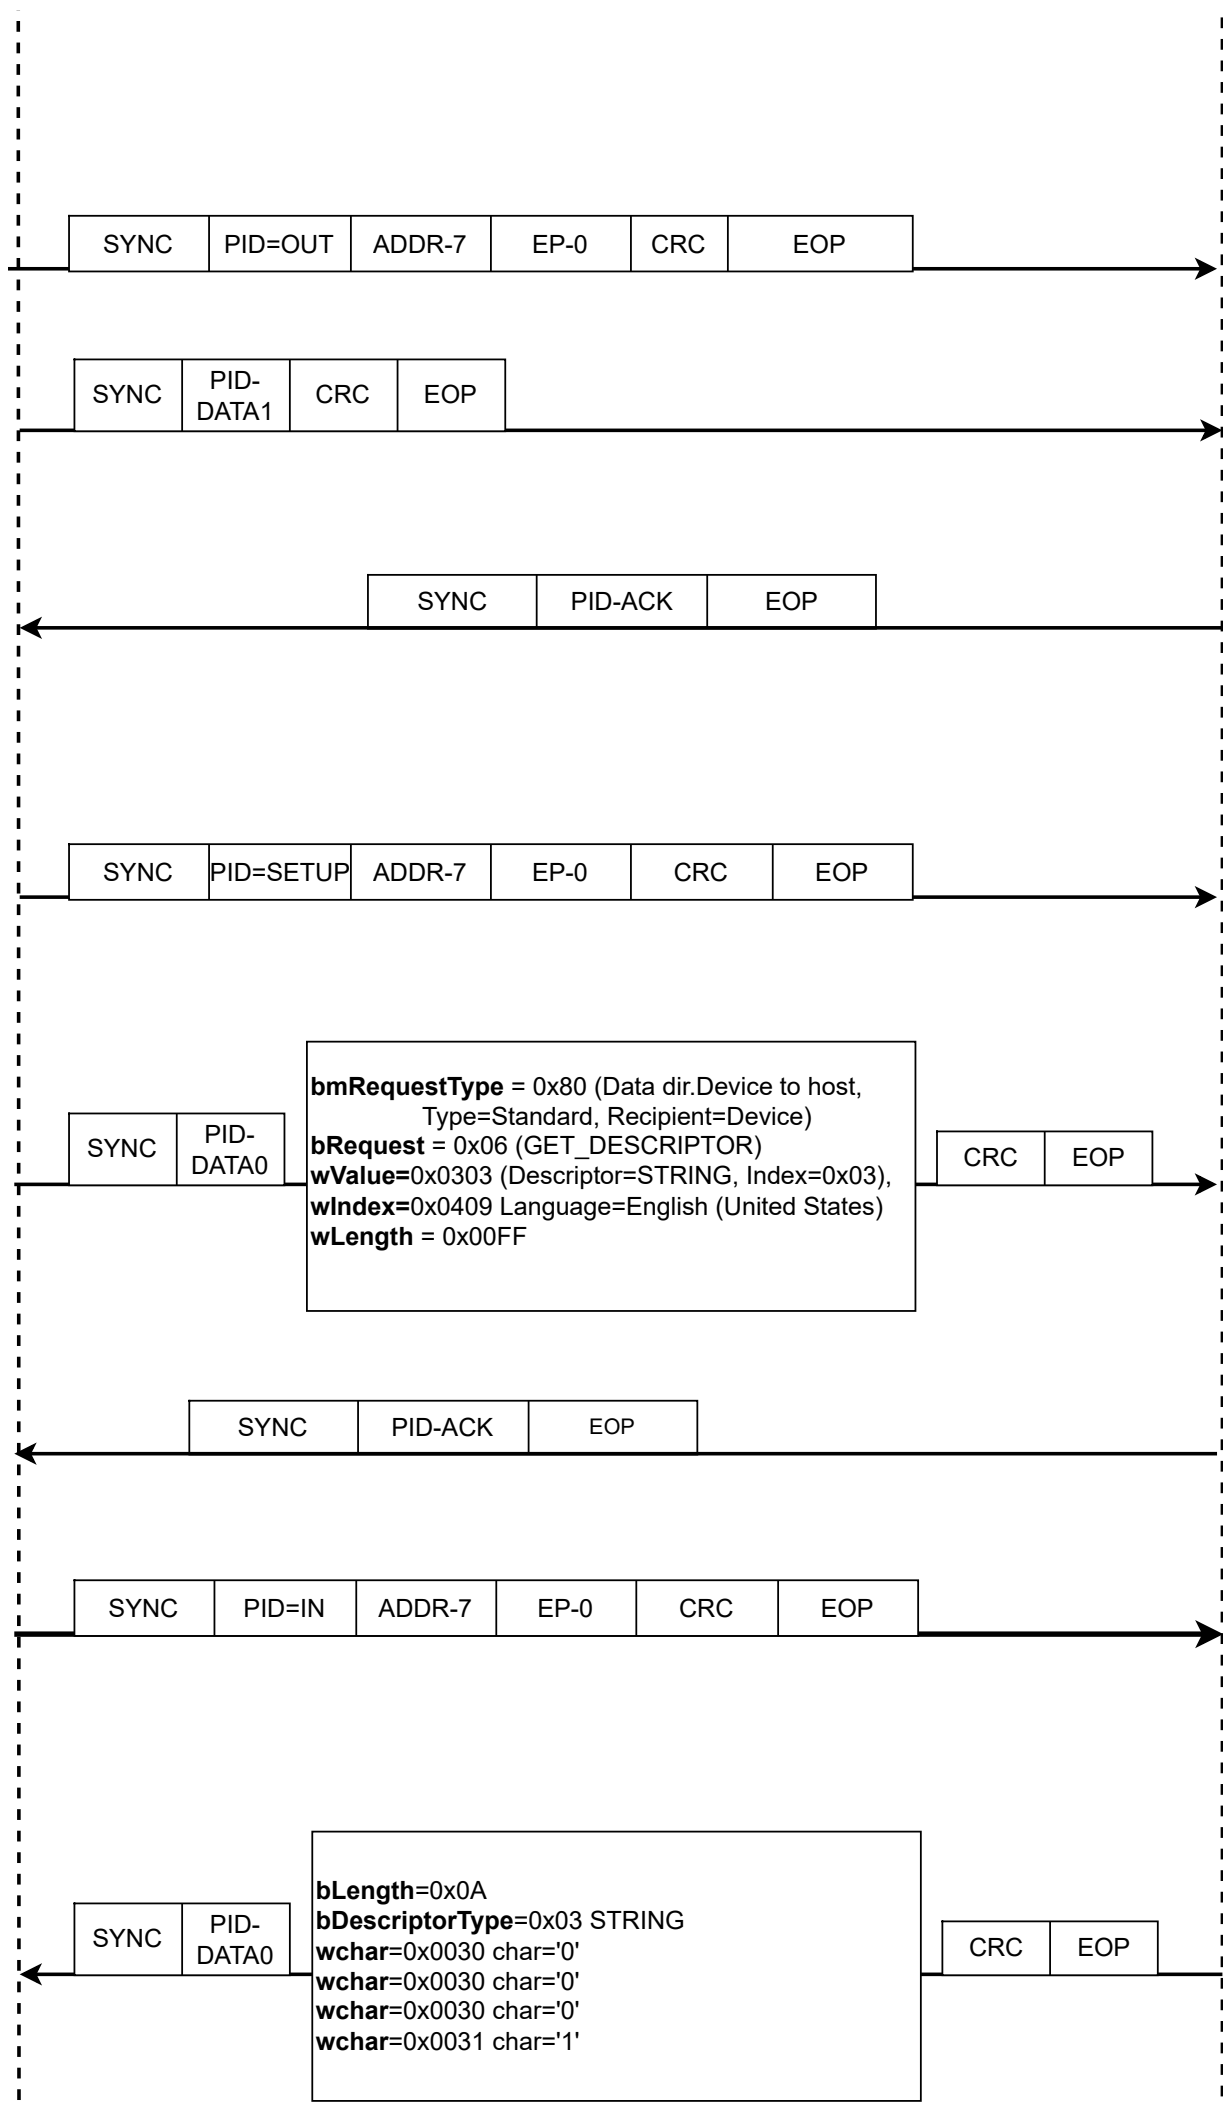 SYNC PID=OUT ADDR-7 EP-0 CRC EOP
SYNC PID-DATA1 CRC EOP
SYNC PID-ACK EOP
SYNC PID=SETUP ADDR-7 EP-0 CRC EOP
SYNC PID-DATA0
bmRequestType = 0x80 (Data dir.Device to host,
Type=Standard, Recipient=Device)
bRequest = 0x06 (GET_DESCRIPTOR)
wValue=0x0303 (Descriptor=STRING, Index=0x03),
wIndex=0x0409 Language=English (United States)
wLength = 0x00FF
CRC EOP
SYNC PID-ACK EOP
SYNC PID=IN ADDR-7 EP-0 CRC EOP
SYNC PID-DATA0
bLength=0x0A
bDescriptorType=0x03 STRING
wchar=0x0030 char='0'
wchar=0x0030 char='0'
wchar=0x0030 char='0'
wchar=0x0031 char='1'
CRC EOP